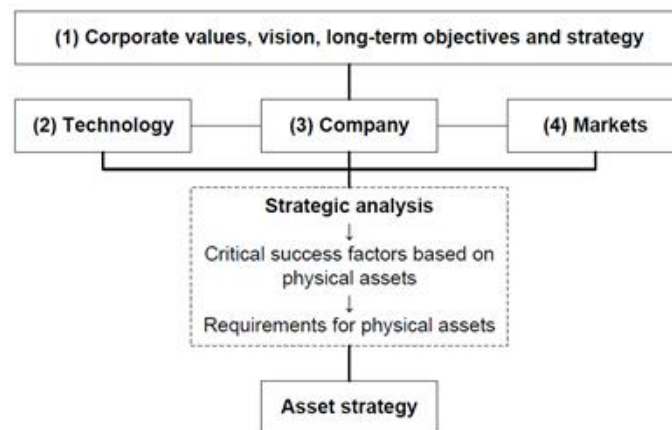 (1) Corporate values, vision, long-term objectives and strategy
(2) Technology
(3) Company
(4) Markets
Strategic analysis
↓
Critical success factors based on
physical assets
↓
Requirements for physical assets
Asset strategy